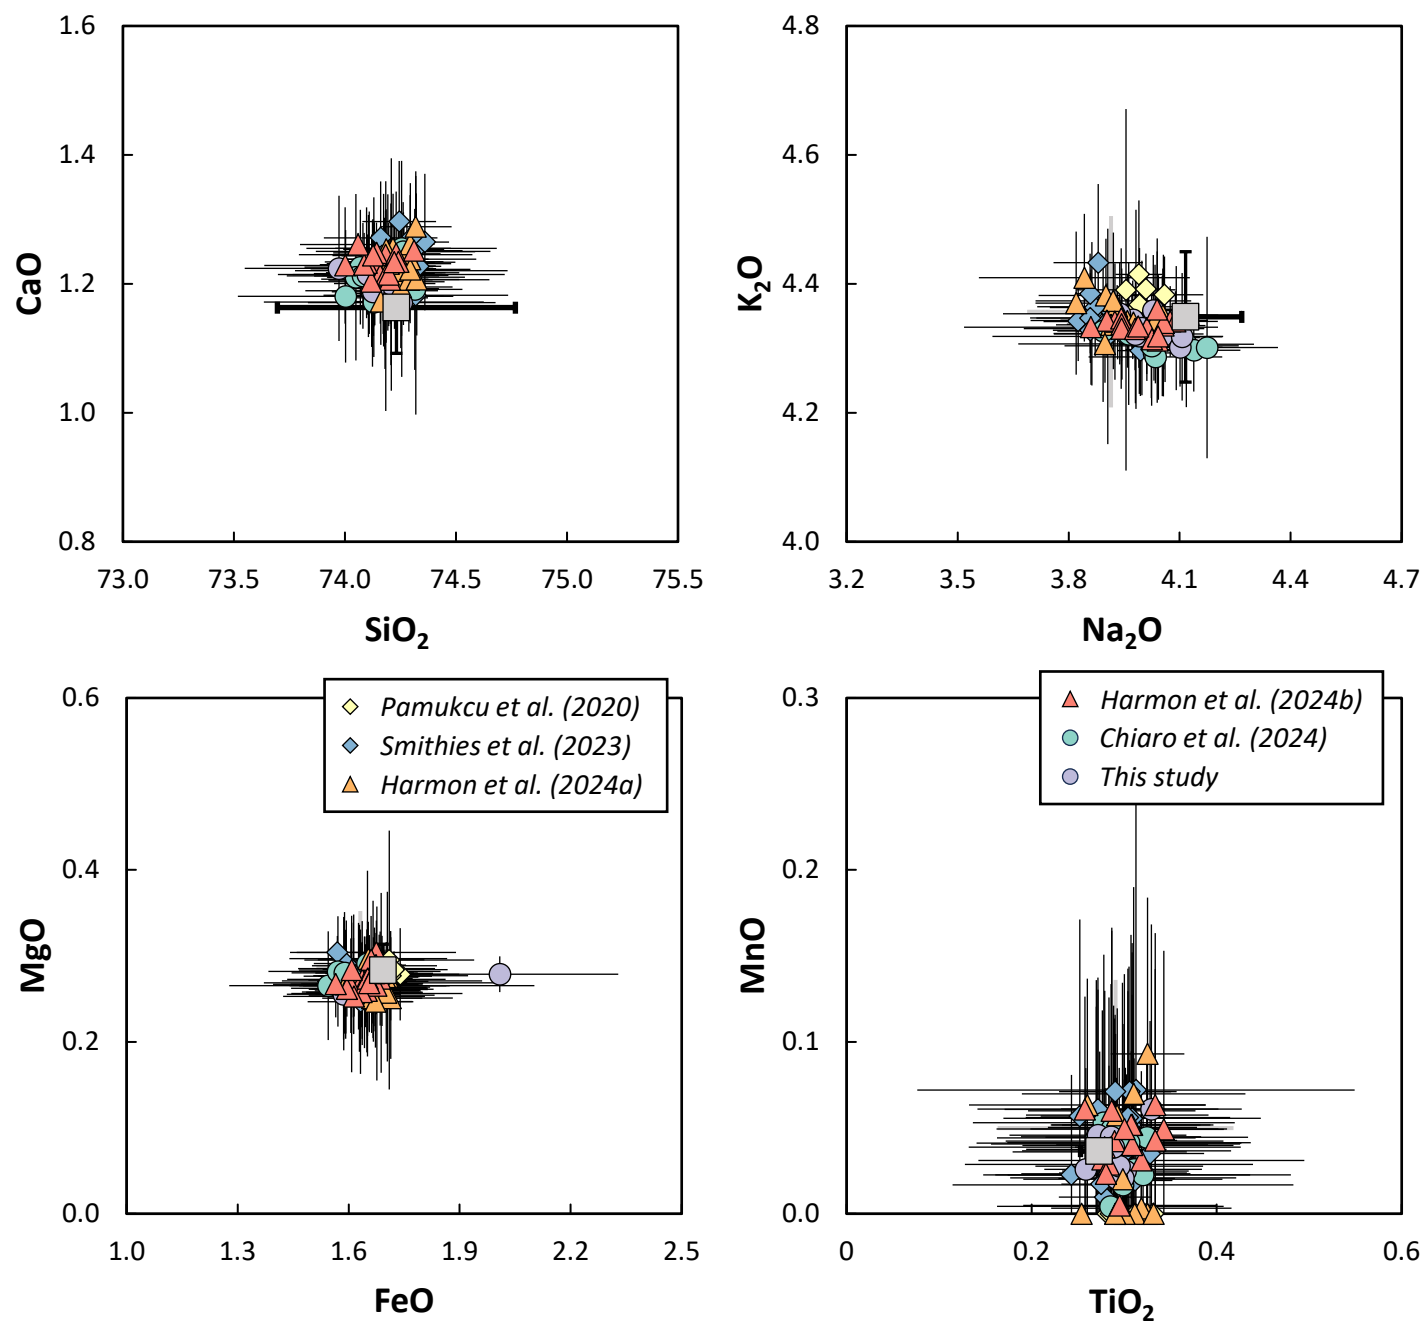 1.6
1.4
1.2
1.0
0.8
CaO
73.0 73.5 74.0 74.5 75.0 75.5
SiO₂
4.8
4.6
4.4
4.2
4.0
K₂O
3.2 3.5 3.8 4.1 4.4 4.7
Na₂O
0.6
0.4
0.2
0.0
MgO
Pamukcu et al. (2020)
Smithies et al. (2023)
Harmon et al. (2024a)
1.0 1.3 1.6 1.9 2.2 2.5
FeO
0.3
0.2
0.1
0.0
MnO
Harmon et al. (2024b)
Chiaro et al. (2024)
This study
0 0.2 0.4 0.6
TiO₂